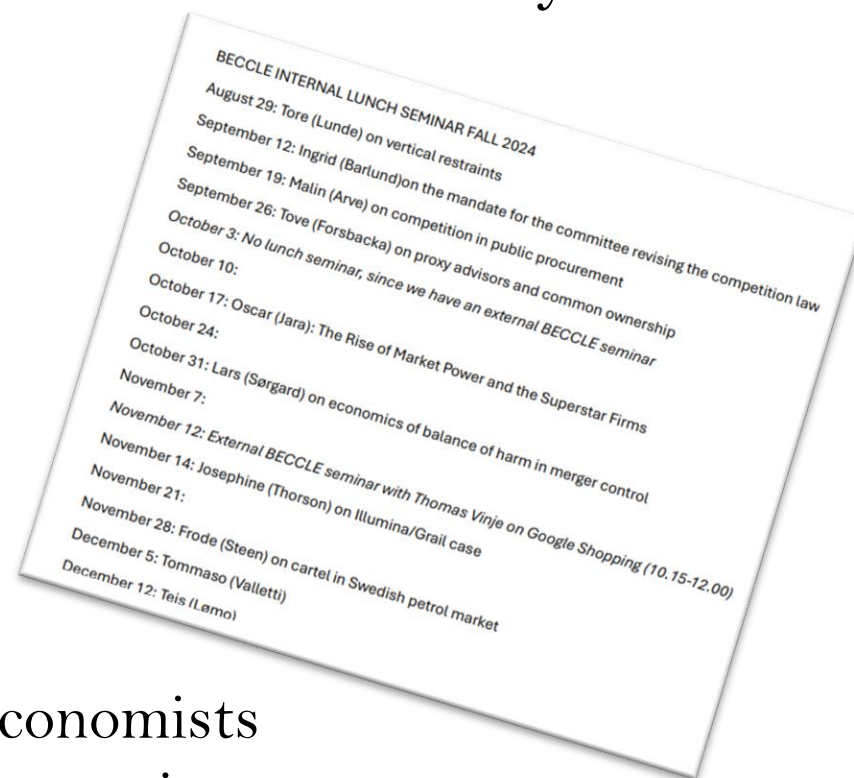 BECCLE INTERNAL LUNCH SEMINAR FALL 2024
August 29: Tore (Lunde) on vertical restraints
September 12: Ingrid (Barlund)on the mandate for the committee revising the competition law
September 19: Malin (Arve) on competition in public procurement
September 26: Tove (Forsbacka) on proxy advisors and common ownership
October 3: No lunch seminar, since we have an external BECCLE seminar
October 10:
October 17: Oscar (Jara): The Rise of Market Power and the Superstar Firms
October 24:
October 31: Lars (Sørgard) on economics of balance of harm in merger control
November 7:
November 12: External BECCLE seminar with Thomas Vinje on Google Shopping (10.15-12.00)
November 14: Josephine (Thorson) on Illumina/Grail case
November 21:
November 28: Frode (Steen) on cartel in Swedish petrol market
December 5: Tommaso (Valletti)
December 12: Teis (Lømo)
conomists